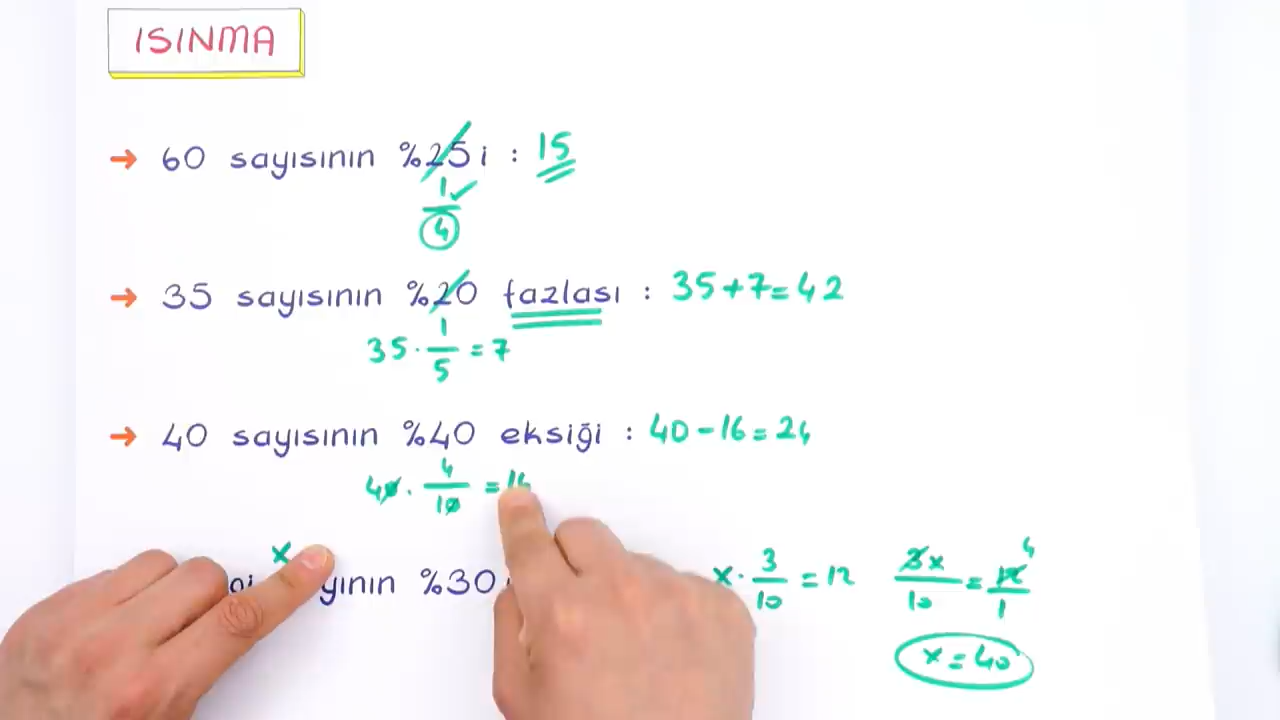 ISINMA
→ 60 sayısının %25 i : 15
1 ✓
4
→ 35 sayısının %20 fazlası : 35+7=42
35 · 1/5 = 7
→ 40 sayısının %40 eksiği : 40-16=24
40 · 4/10 = 16
x
%30 x · 3/10 = 12 3x/10 = 12/1 4
x = 40